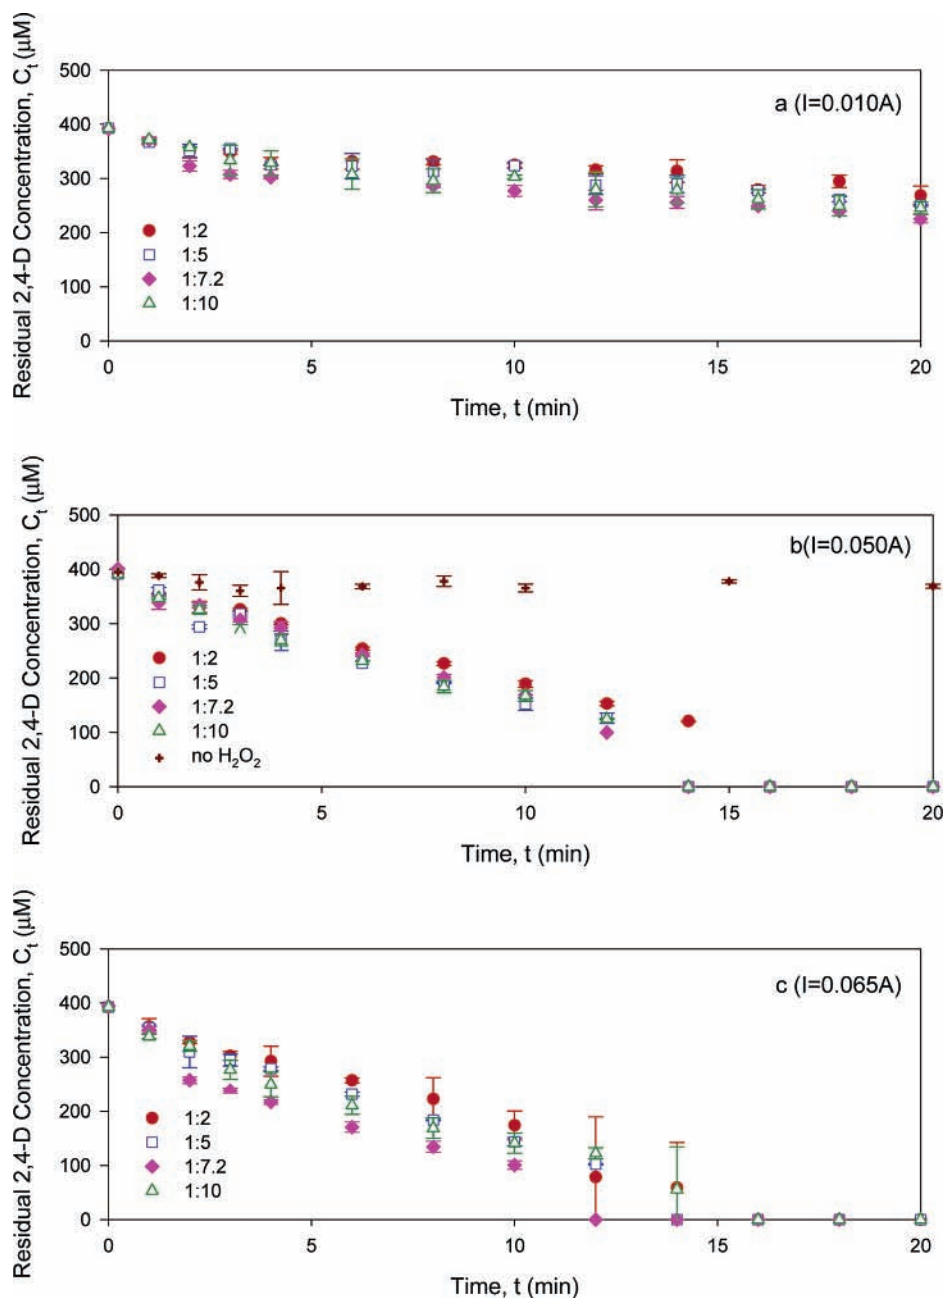 Residual 2,4-D Concentration, Cₜ (μM)
500
400
300
200
100
0
a (I=0.010A)
1:2
1:5
1:7.2
1:10
0 5 10 15 20
Time, t (min)
Residual 2,4-D Concentration, Cₜ (μM)
500
400
300
200
100
0
b(I=0.050A)
1:2
1:5
1:7.2
1:10
no H₂O₂
0 5 10 15 20
Time, t (min)
Residual 2,4-D Concentration, Cₜ (μM)
500
400
300
200
100
0
c (I=0.065A)
1:2
1:5
1:7.2
1:10
0 5 10 15 20
Time, t (min)